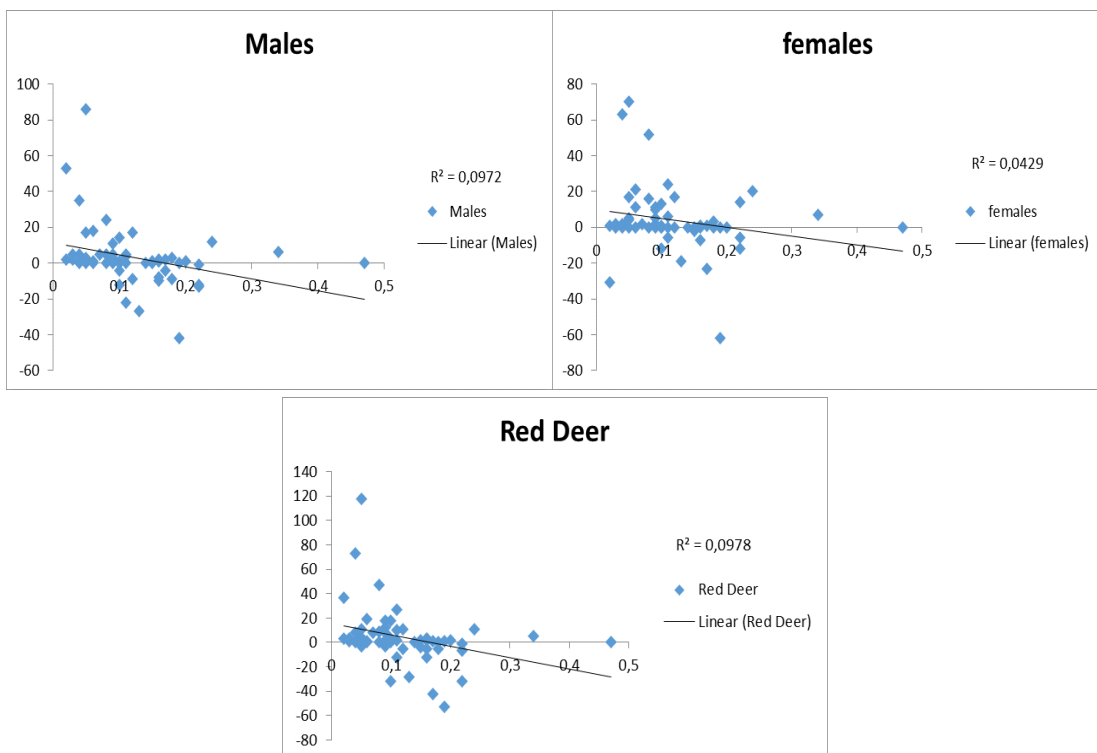 Males
100
80
60
40
20
0
-20
-40
-60
0 0,1 0,2 0,3 0,4 0,5
R² = 0,0972
Males
Linear (Males)
females
80
60
40
20
0
-20
-40
-60
-80
0 0,1 0,2 0,3 0,4 0,5
R² = 0,0429
females
Linear (females)
Red Deer
140
120
100
80
60
40
20
0
-20
-40
-60
-80
0 0,1 0,2 0,3 0,4 0,5
R² = 0,0978
Red Deer
Linear (Red Deer)